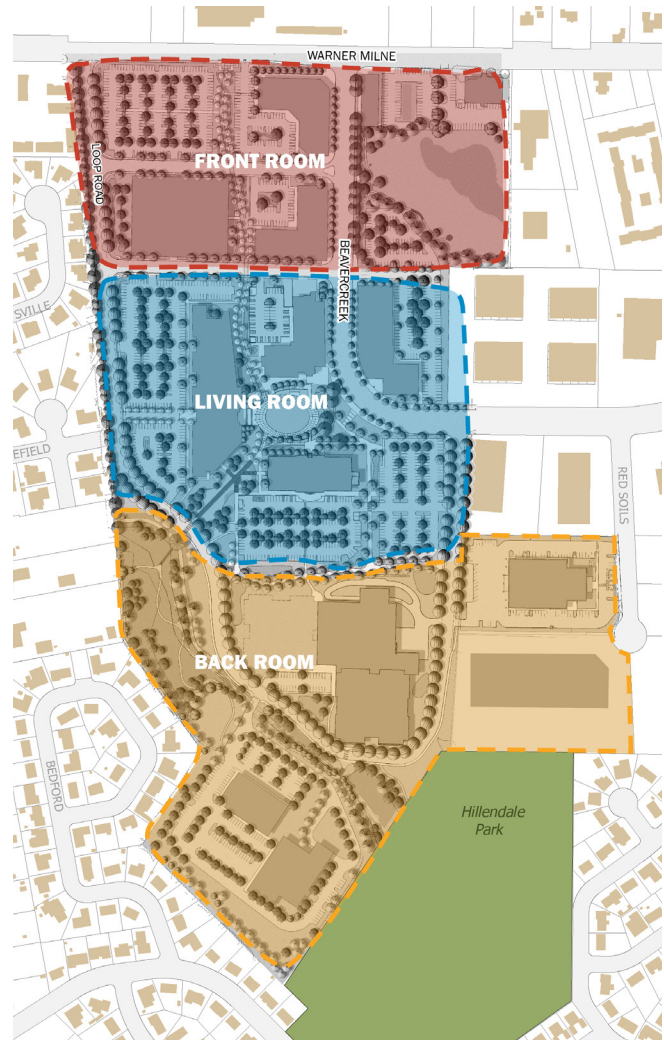 WARNER MILNE
LOOP ROAD
FRONT ROOM
BEAVERCREEK
SVILLE
LIVING ROOM
EFIELD
RED SOILS
BACK ROOM
BEDFORD
Hillendale
Park